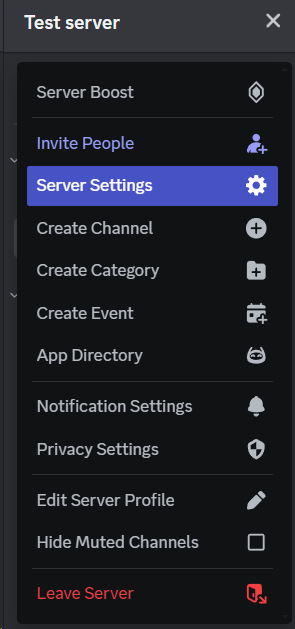 Test server
Server Boost
Invite People
Server Settings
Create Channel
Create Category
Create Event
App Directory
Notification Settings
Privacy Settings
Edit Server Profile
Hide Muted Channels
Leave Server